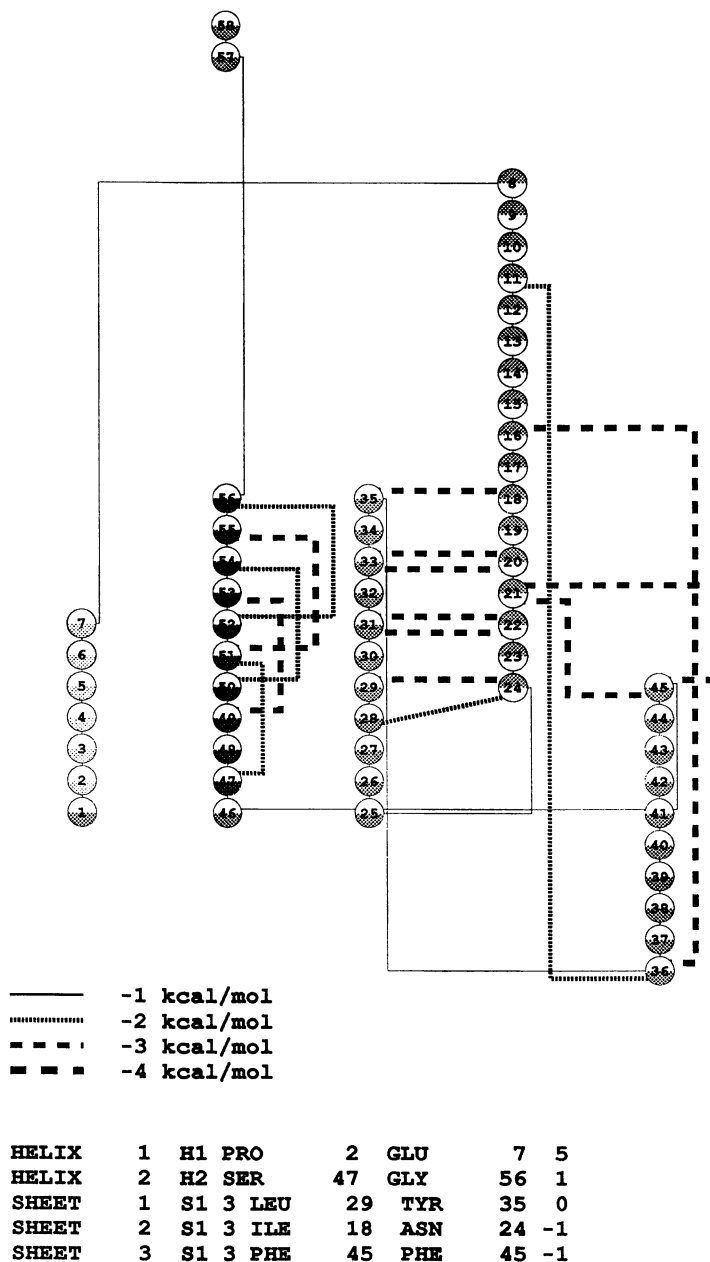 58
57
8
9
10
11
12
13
14
15
16
17
56 35 18
55 34 19
54 33 20
53 32 21
7 52 31 22
6 51 30 23
5 50 29 24 45
4 49 28 44
3 48 27 43
2 47 26 42
1 46 25 41
40
39
38
37
36
-1 kcal/mol
-2 kcal/mol
-3 kcal/mol
-4 kcal/mol
HELIX 1 H1 PRO 2 GLU 7 5
HELIX 2 H2 SER 47 GLY 56 1
SHEET 1 S1 3 LEU 29 TYR 35 0
SHEET 2 S1 3 ILE 18 ASN 24 -1
SHEET 3 S1 3 PHE 45 PHE 45 -1